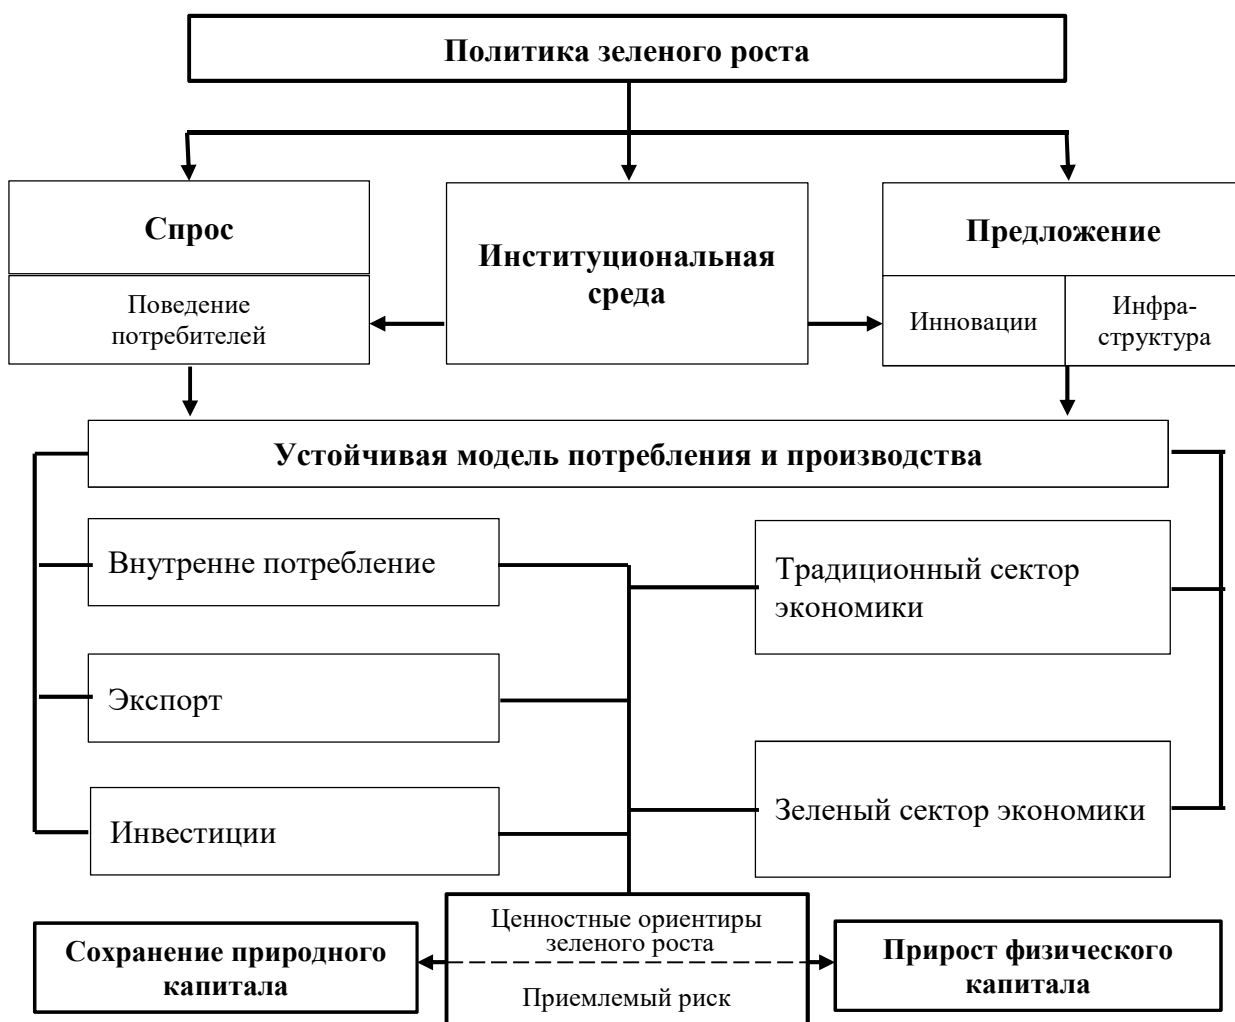 Политика зеленого роста
Спрос
Поведение
потребителей
Институциональная
среда
Предложение
Инновации
Инфра-
структура
Устойчивая модель потребления и производства
Внутренне потребление
Экспорт
Инвестиции
Традиционный сектор
экономики
Зеленый сектор экономики
Сохранение природного
капитала
Ценностные ориентиры
зеленого роста
Приемлемый риск
Прирост физического
капитала